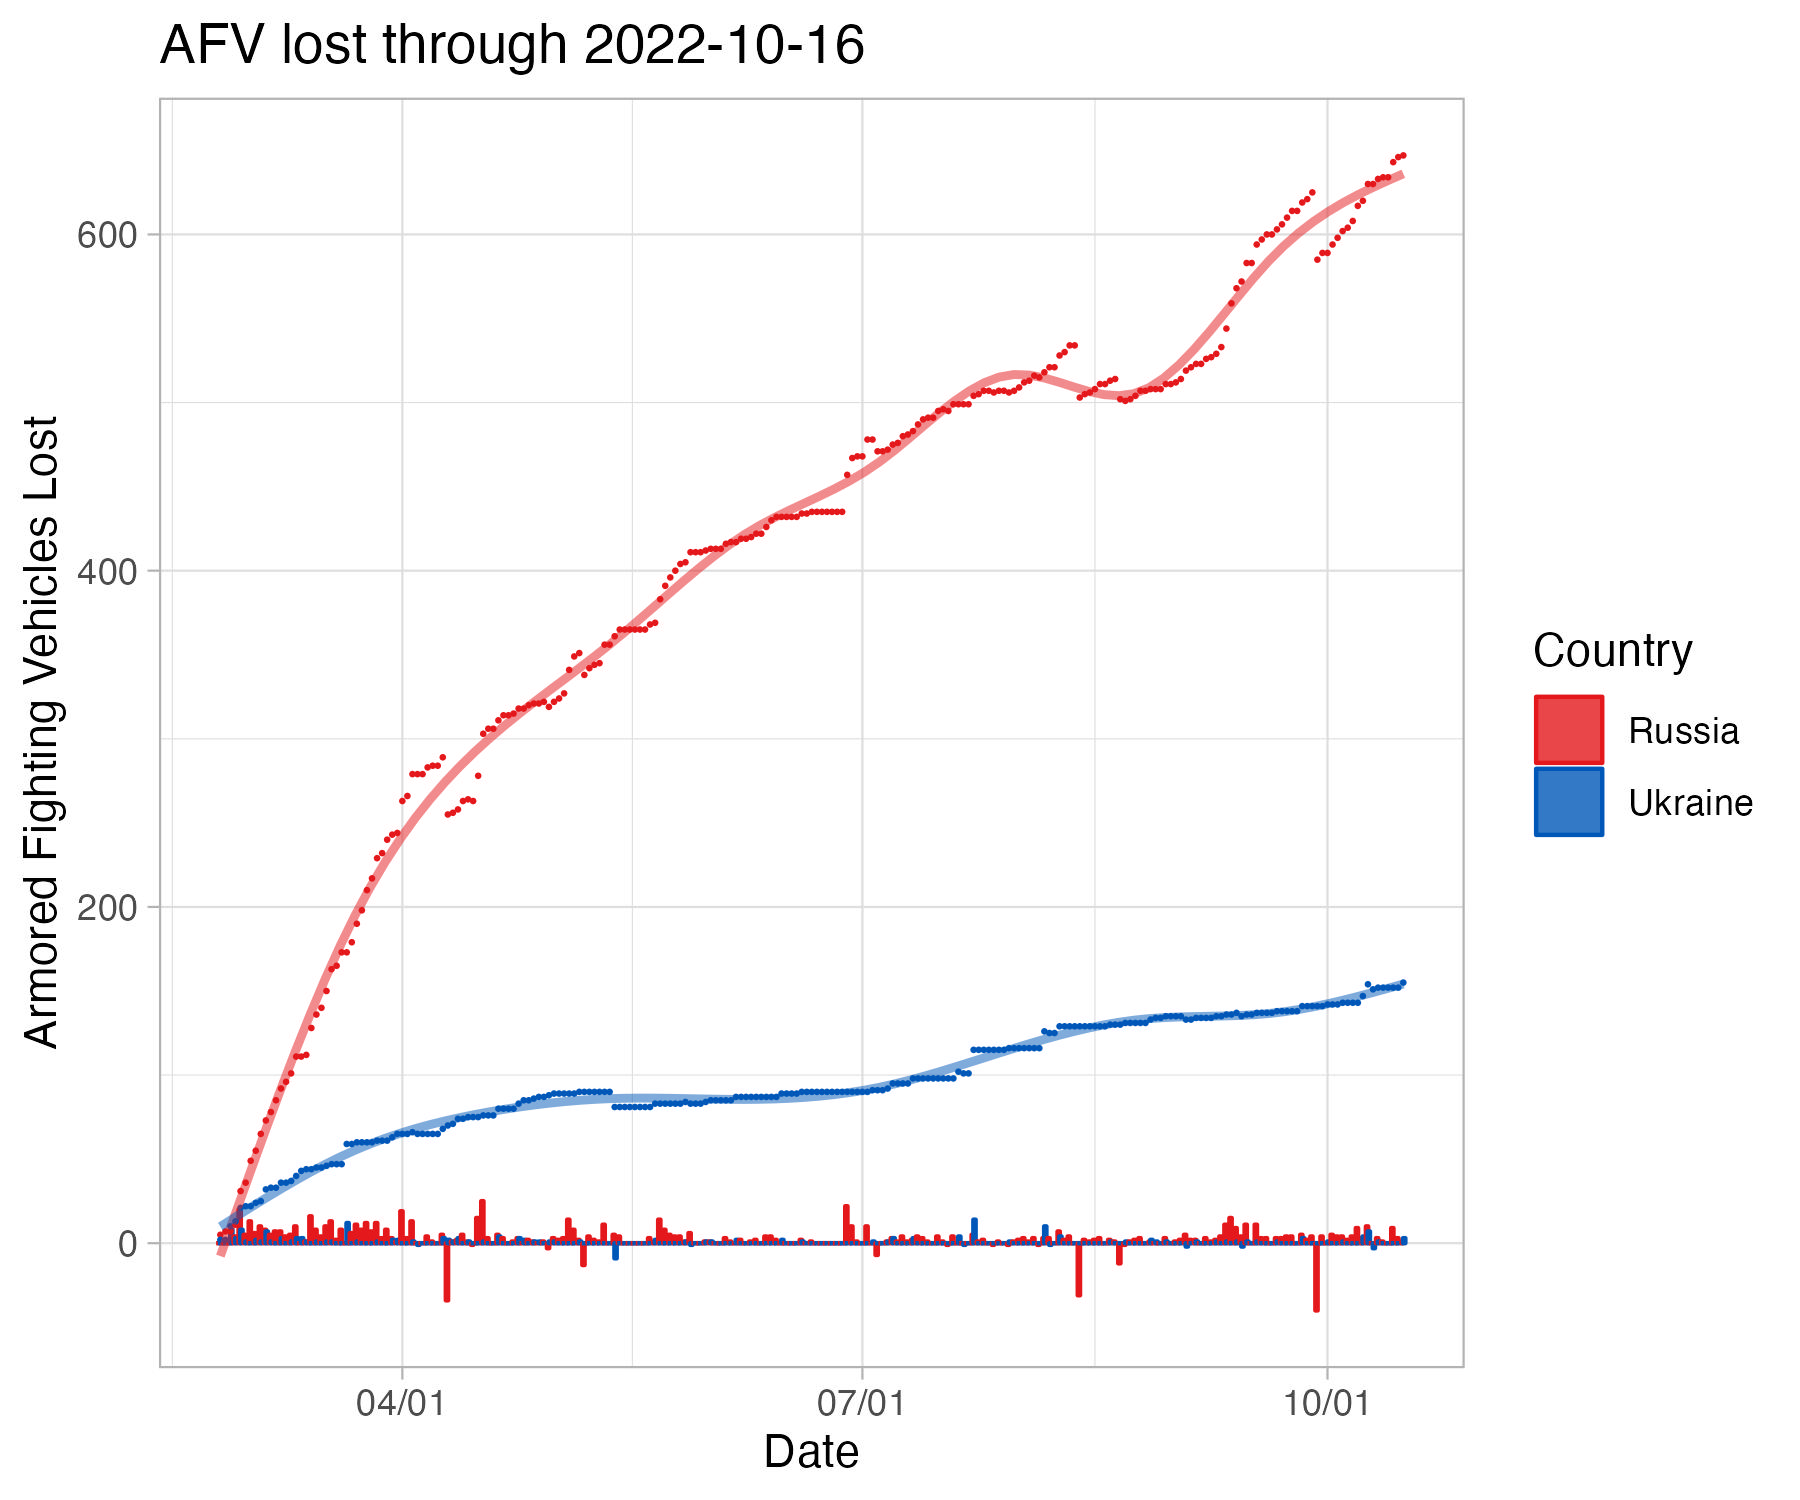 AFV lost through 2022-10-16
Armored Fighting Vehicles Lost
600
400
200
0
04/01
07/01
10/01
Date
Country
Russia
Ukraine